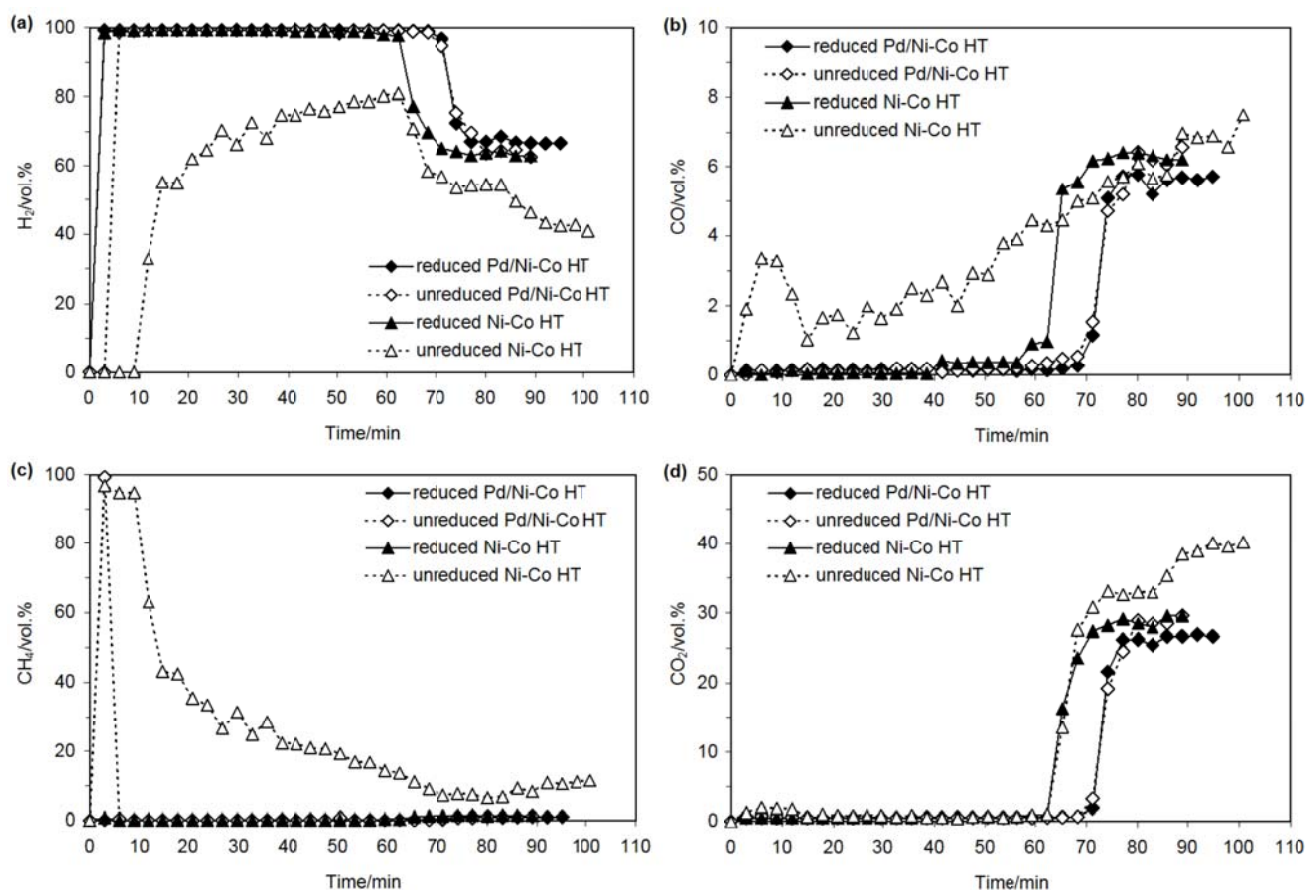 (a)
100
80
60
40
20
0
H2/vol.%
reduced Pd/Ni-Co HT
unreduced Pd/Ni-Co HT
reduced Ni-Co HT
unreduced Ni-Co HT
0 10 20 30 40 50 60 70 80 90 100 110
Time/min
(b)
10
8
6
4
2
0
CO/vol.%
reduced Pd/Ni-Co HT
unreduced Pd/Ni-Co HT
reduced Ni-Co HT
unreduced Ni-Co HT
0 10 20 30 40 50 60 70 80 90 100 110
Time/min
(c)
100
80
60
40
20
0
CH4/vol.%
reduced Pd/Ni-Co HT
unreduced Pd/Ni-Co HT
reduced Ni-Co HT
unreduced Ni-Co HT
0 10 20 30 40 50 60 70 80 90 100 110
Time/min
(d)
50
40
30
20
10
0
CO2/vol.%
reduced Pd/Ni-Co HT
unreduced Pd/Ni-Co HT
reduced Ni-Co HT
unreduced Ni-Co HT
0 10 20 30 40 50 60 70 80 90 100 110
Time/min